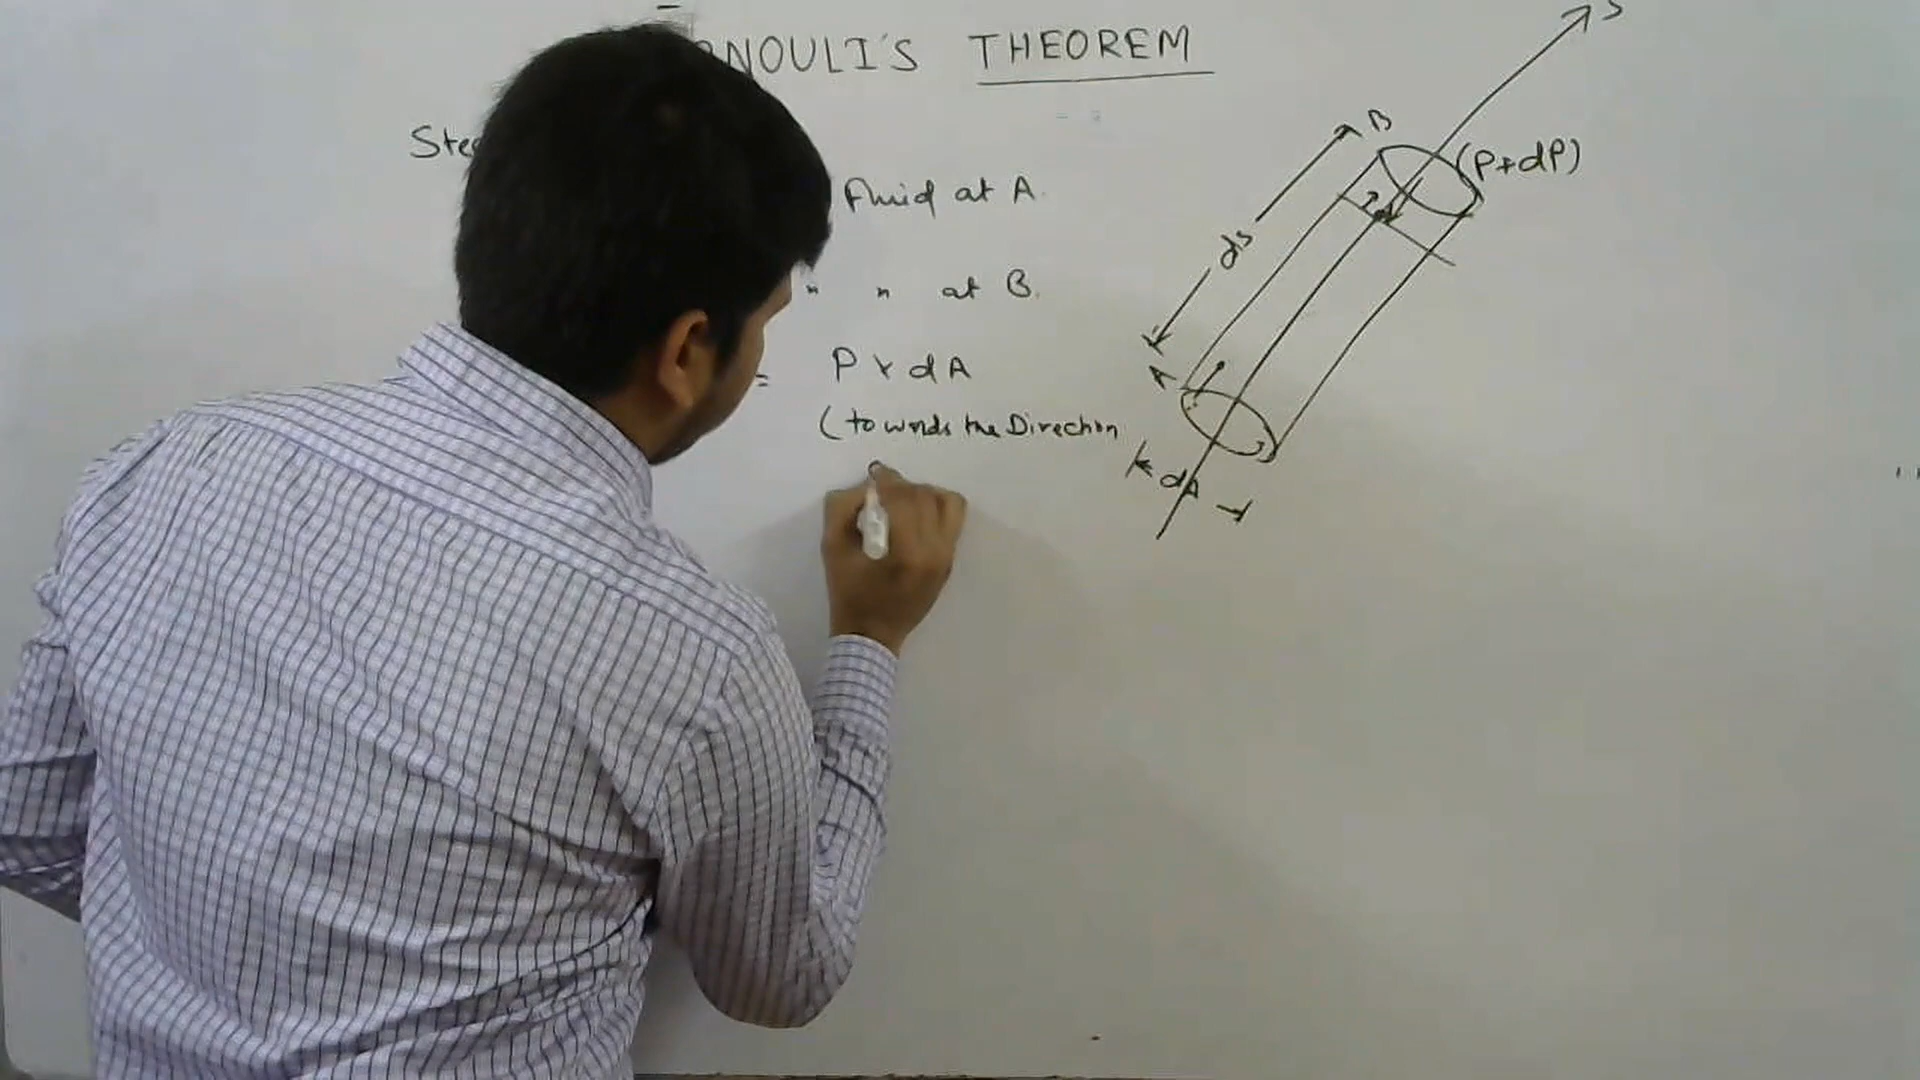 NOULI'S THEOREM
Ste
Fluid at A.
" " at B.
= P x dA
(towards the Direction
S
B
(P+dP)
ds
A
dA